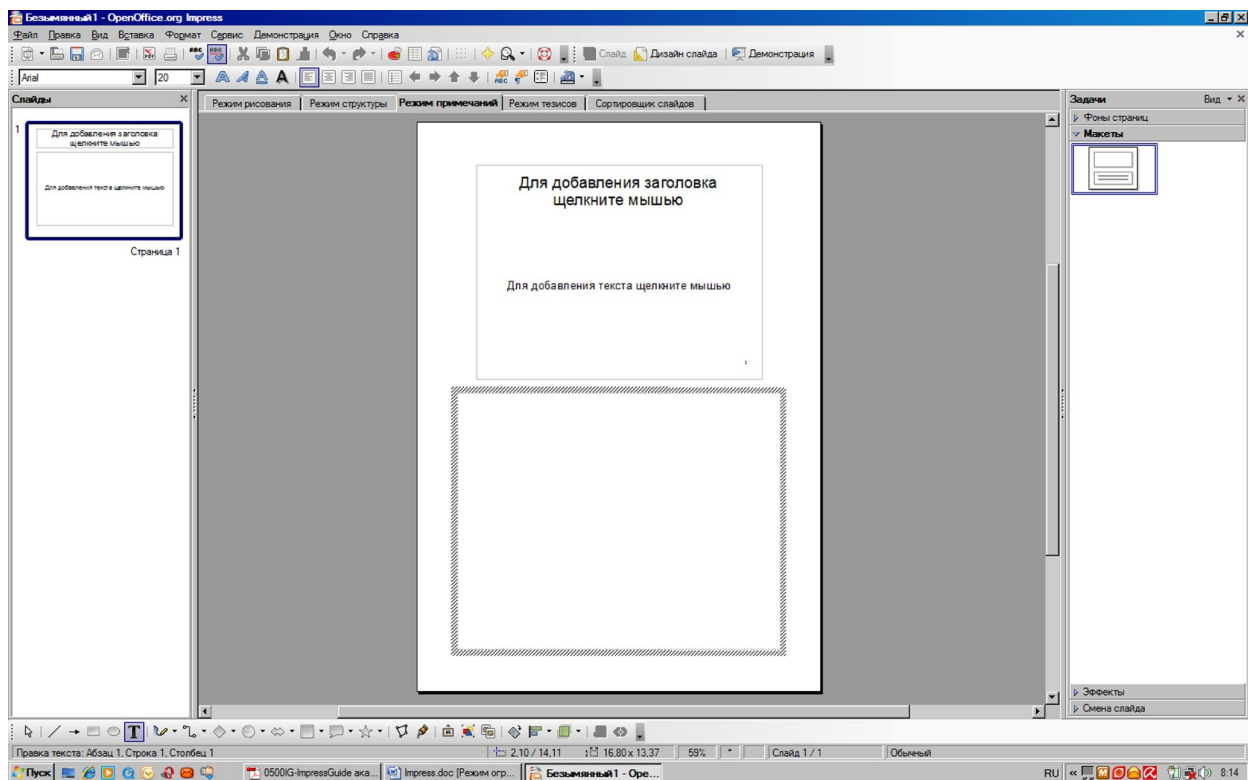 Безымянный1 - OpenOffice.org Impress
Файл Правка Вид Вставка Формат Сервис Демонстрация Окно Справка
Слайд Дизайн слайда Демонстрация
Arial 20
Слайды
Режим рисования Режим структуры Режим примечаний Режим тезисов Сортировщик слайдов
Задачи Вид
Фоны страниц
Макеты
1
Для добавления заголовка
щелкните мышью
Для добавления текста щелкните мышью
Страница 1
Для добавления заголовка
щелкните мышью
Для добавления текста щелкните мышью
Эффекты
Смена слайда
Правка текста: Абзац 1, Строка 1, Столбец 1 2,10 / 14,11 16,80 x 13,37 59% * Слайд 1 / 1 Обычный
Пуск 0500IG-ImpressGuide ака... Impress.doc [Режим огр... Безымянный1 - Ope... RU 8:14